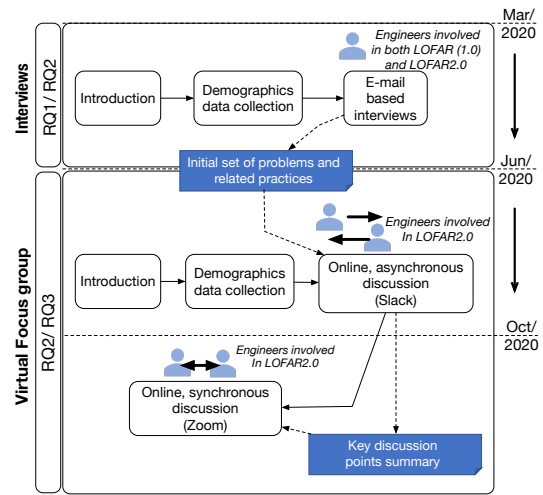 Mar/
2020
Interviews
RQ1/ RQ2
Engineers involved
in both LOFAR (1.0)
and LOFAR2.0
Introduction
Demographics
data collection
E-mail
based
interviews
Initial set of problems and
related practices
Jun/
2020
Virtual Focus group
RQ2/ RQ3
Engineers involved
In LOFAR2.0
Introduction
Demographics
data collection
Online, asynchronous
discussion
(Slack)
Oct/
2020
Engineers involved
In LOFAR2.0
Online, synchronous
discussion
(Zoom)
Key discussion
points summary